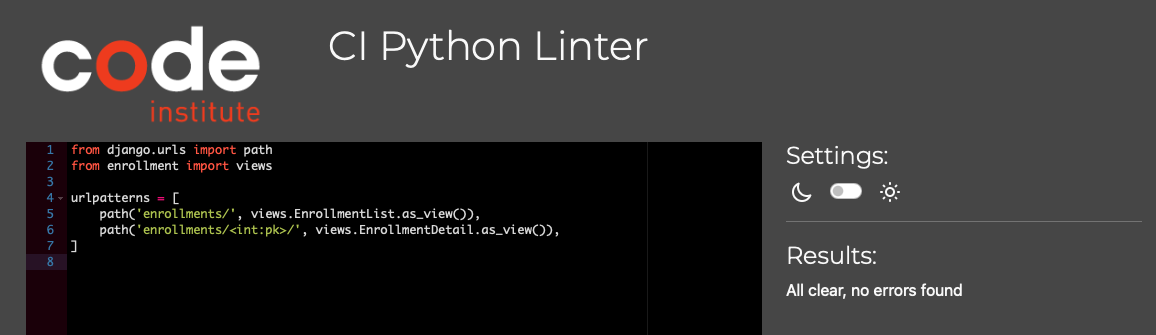 code
institute
CI Python Linter
1 from django.urls import path
2 from enrollment import views
3
4 urlpatterns = [
5     path('enrollments/', views.EnrollmentList.as_view()),
6     path('enrollments/<int:pk>/', views.EnrollmentDetail.as_view()),
7 ]
8
Settings:
Results:
All clear, no errors found